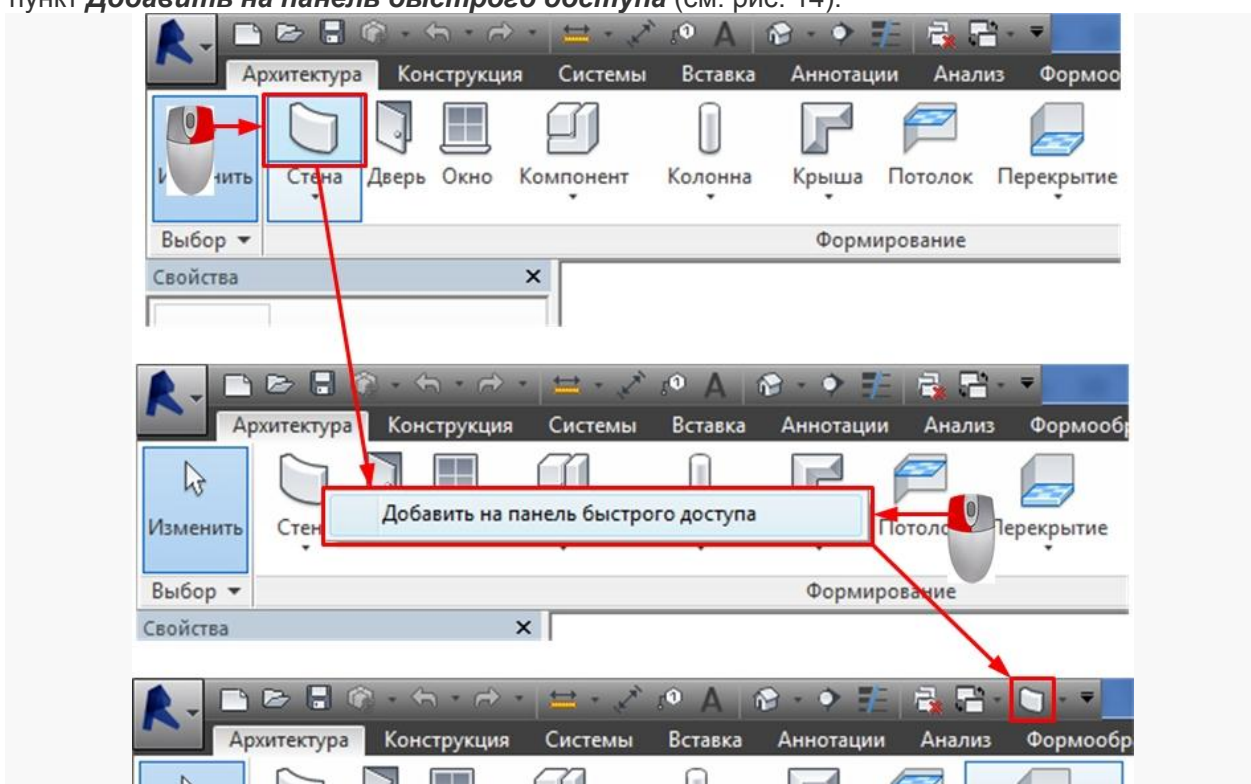 пункт Добавить на панель быстрого доступа (см. рис. 14).
Архитектура Конструкция Системы Вставка Аннотации Анализ
Стена Дверь Окно Компонент Колонна Крыша Потолок Перекрытие
Выбор Формирование
Свойства
Архитектура Конструкция Системы Вставка Аннотации Анализ
Добавить на панель быстрого доступа
Изменить
Выбор Формирование
Свойства
Архитектура Конструкция Системы Вставка Аннотации Анализ